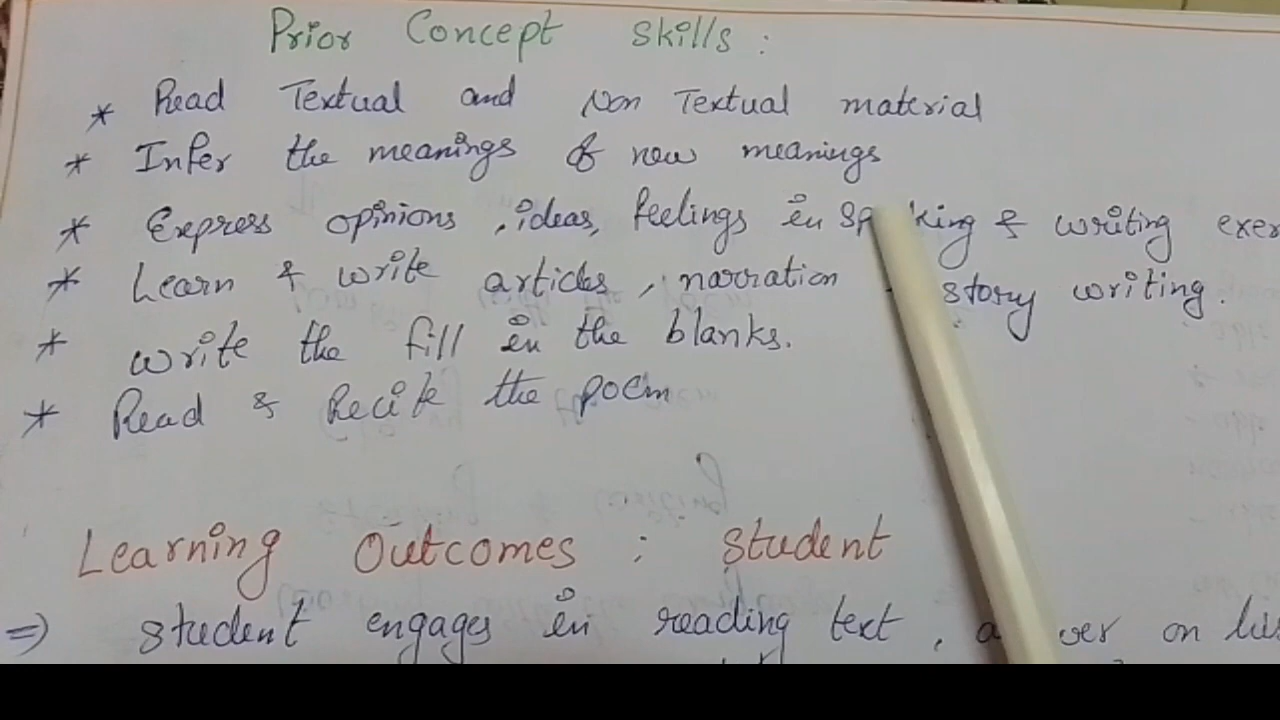 Prior Concept Skills :
* Read Textual and Non Textual material
* Infer the meanings of new meanings
* Express opinions, ideas, feelings in & writing
* Learn & write articles, narration story writing.
* Write the fill in the blanks.
* Read & Recite the poem
Learning Outcomes : Student
⇒ student engages in reading text, on